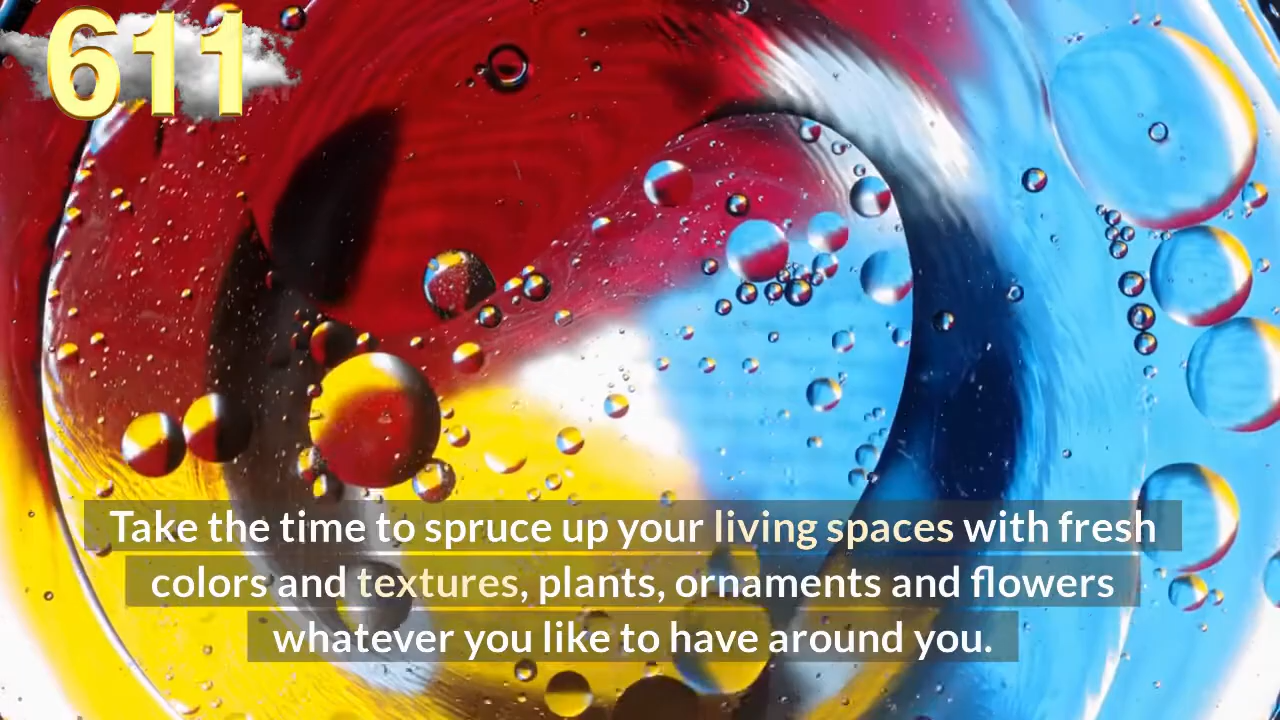 611
Take the time to spruce up your living spaces with fresh
colors and textures, plants, ornaments and flowers
whatever you like to have around you.